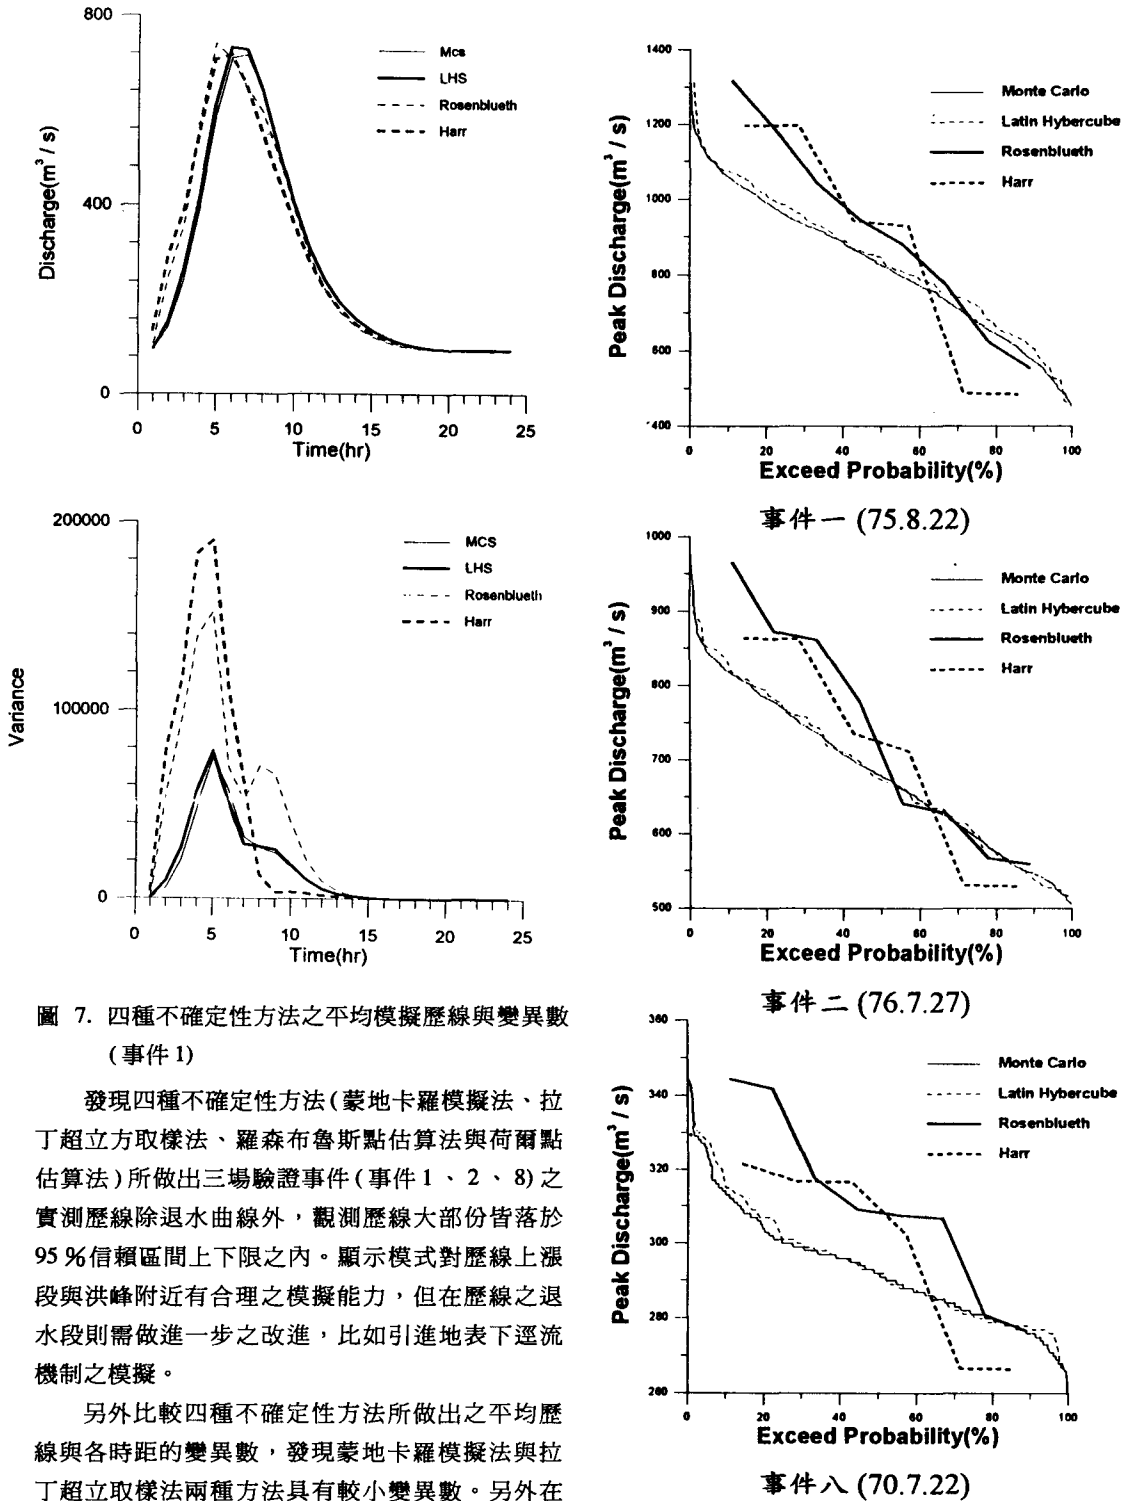 800
400
0
Discharge(m³ / s)
Mcs
LHS
Rosenblueth
Harr
0 5 10 15 20 25
Time(hr)
200000
100000
0
Variance
MCS
LHS
Rosenblueth
Harr
0 5 10 15 20 25
Time(hr)
圖 7. 四種不確定性方法之平均模擬歷線與變異數
(事件1)
發現四種不確定性方法(蒙地卡羅模擬法、拉
丁超立方取樣法、羅森布魯斯點估算法與荷爾點
估算法)所做出三場驗證事件(事件1、2、8)之
實測歷線除退水曲線外，觀測歷線大部份皆落於
95%信賴區間上下限之內。顯示模式對歷線上漲
段與洪峰附近有合理之模擬能力，但在歷線之退
水段則需做進一步之改進，比如引進地表下逕流
機制之模擬。
另外比較四種不確定性方法所做出之平均歷
線與各時距的變異數，發現蒙地卡羅模擬法與拉
丁超立取樣法兩種方法具有較小變異數。另外在
1400
1200
1000
800
600
400
Peak Discharge(m³ / s)
Monte Carlo
Latin Hybercube
Rosenblueth
Harr
0 20 40 60 80 100
Exceed Probability(%)
事件一 (75.8.22)
1000
900
800
700
600
500
Peak Discharge(m³ / s)
Monte Carlo
Latin Hybercube
Rosenblueth
Harr
0 20 40 60 80 100
Exceed Probability(%)
事件二 (76.7.27)
360
340
320
300
280
260
Peak Discharge(m³ / s)
Monte Carlo
Latin Hybercube
Rosenblueth
Harr
0 20 40 60 80 100
Exceed Probability(%)
事件八 (70.7.22)